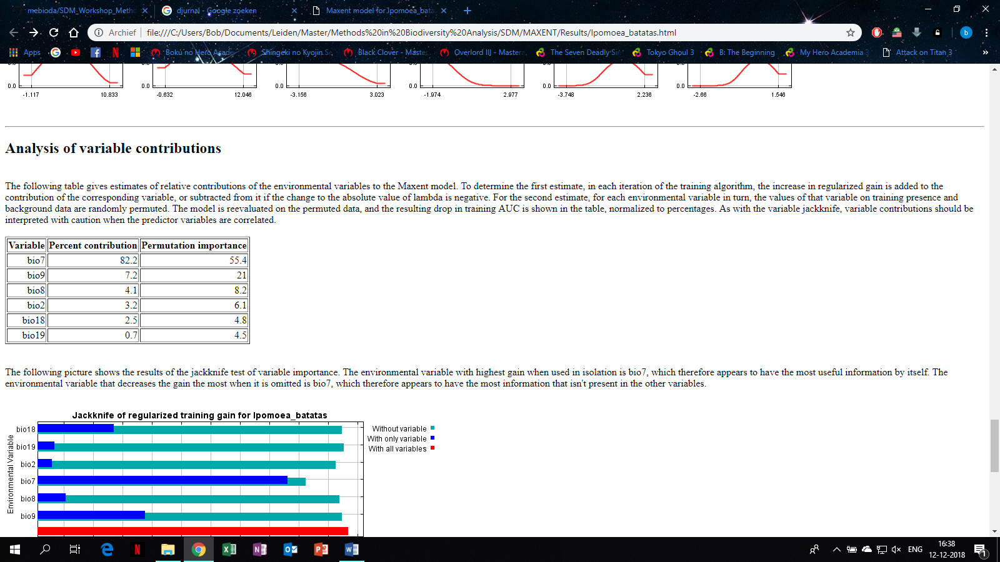 mebioda/SDM_Workshop_Metho
djurnal - Google zoeken
Maxent model for Ipomoea_bata
Archief
file:///C:/Users/Bob/Documents/Leiden/Master/Methods%20in%20Biodiversity%20Analysis/SDM/MAXENT/Results/Ipomoea_batatas.html
b
Apps
Boku no Hero Acade
Shingeki no Kyojin Se
Black Clover - Master
Overlord III - Mastera
The Seven Deadly Sin
Tokyo Ghoul 3
B: The Beginning
My Hero Academia 3
Attack on Titan 3
»
0.0 0.0 0.0 0.0 0.0 0.0
-1.117 10.833 -0.632 12.046 -3.156 3.023 -1.974 2.977 -3.748 2.236 -2.66 1.546
Analysis of variable contributions
The following table gives estimates of relative contributions of the environmental variables to the Maxent model. To determine the first estimate, in each iteration of the training algorithm, the increase in regularized gain is added to the
contribution of the corresponding variable, or subtracted from it if the change to the absolute value of lambda is negative. For the second estimate, for each environmental variable in turn, the values of that variable on training presence and
background data are randomly permuted. The model is reevaluated on the permuted data, and the resulting drop in training AUC is shown in the table, normalized to percentages. As with the variable jackknife, variable contributions should be
interpreted with caution when the predictor variables are correlated.
Variable Percent contribution Permutation importance
bio7 82.2 55.4
bio9 7.2 21
bio8 4.1 8.2
bio2 3.2 6.1
bio18 2.5 4.8
bio19 0.7 4.5
The following picture shows the results of the jackknife test of variable importance. The environmental variable with highest gain when used in isolation is bio7, which therefore appears to have the most useful information by itself. The
environmental variable that decreases the gain the most when it is omitted is bio7, which therefore appears to have the most information that isn't present in the other variables.
Jackknife of regularized training gain for Ipomoea_batatas
Environmental Variable
bio18
bio19
bio2
bio7
bio8
bio9
Without variable
With only variable
With all variables
ENG
16:38
12-12-2018
1